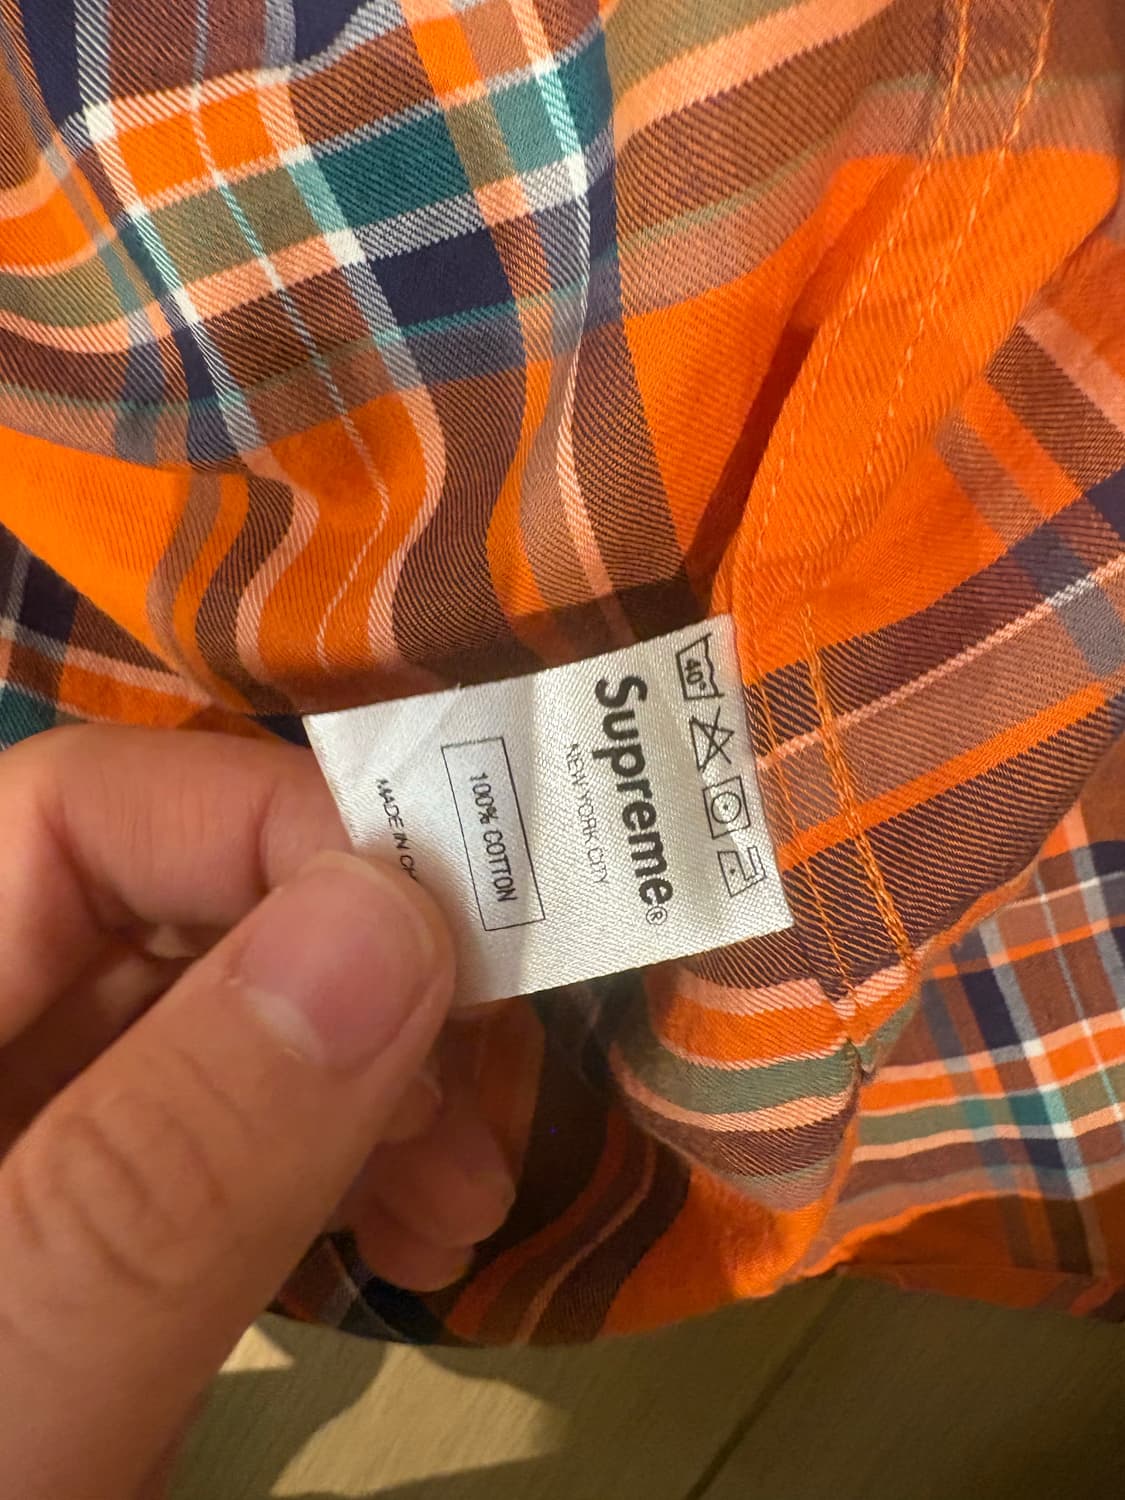 40°
Supreme®
NEW YORK CITY
100% COTTON
MADE IN